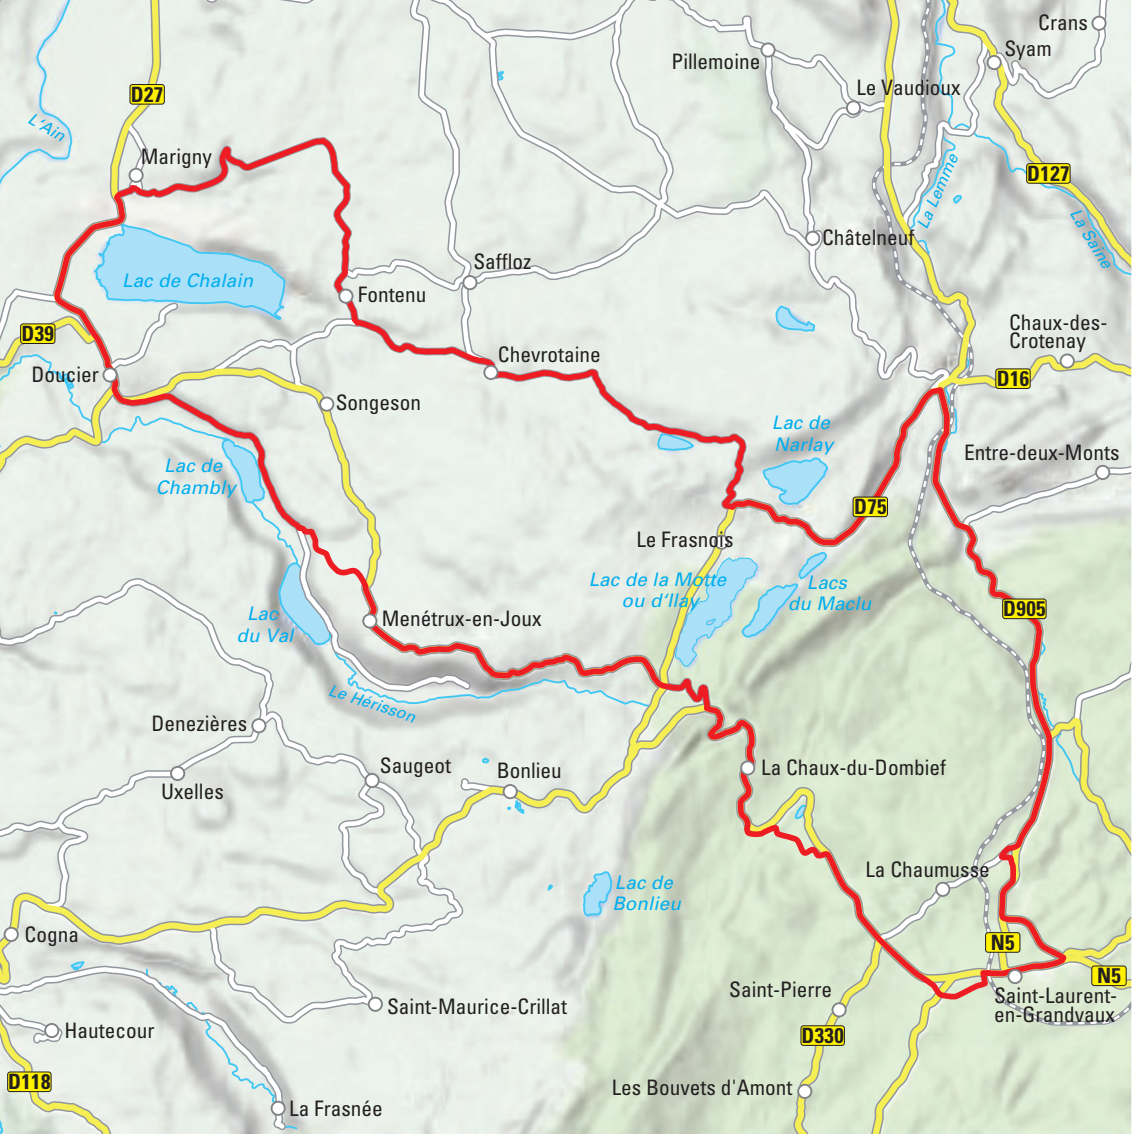 Crans
Syam
Pillemoine
Le Vaudioux
D27
L'Ain
Marigny
La Lemme
D127
La Saine
Châtelneuf
Saffloz
Lac de Chalain
Fontenu
Chaux-des-
Crotenay
D39
Chevrotaine
Doucier
D16
Songeson
Lac de
Narlay
Entre-deux-Monts
Lac de
Chambly
D75
Le Frasnois
Lac de la Motte
ou d'Ilay
Lacs
du Maclu
D905
Lac
du Val
Menétrux-en-Joux
Le Hérisson
Denezières
Saugeot
Bonlieu
La Chaux-du-Dombief
Uxelles
La Chaumusse
Lac de
Bonlieu
Cogna
N5
N5
Saint-Pierre
Saint-Laurent-
en-Grandvaux
Saint-Maurice-Crillat
Hautecour
D330
D118
Les Bouvets d'Amont
La Frasnée